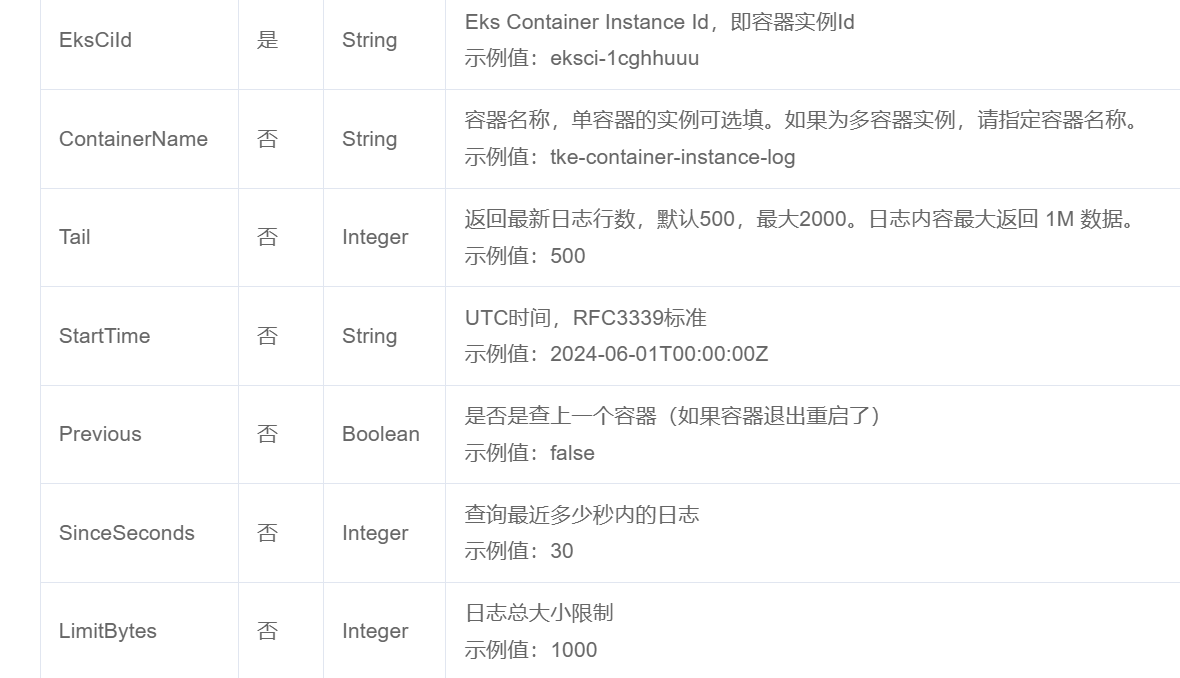 EksCiId 是 String Eks Container Instance Id，即容器实例Id
示例值：eksci-1cghhuuu
ContainerName 否 String 容器名称，单容器的实例可选填。如果为多容器实例，请指定容器名称。
示例值：tke-container-instance-log
Tail 否 Integer 返回最新日志行数，默认500，最大2000。日志内容最大返回 1M 数据。
示例值：500
StartTime 否 String UTC时间，RFC3339标准
示例值：2024-06-01T00:00:00Z
Previous 否 Boolean 是否是查上一个容器（如果容器退出重启了）
示例值：false
SinceSeconds 否 Integer 查询最近多少秒内的日志
示例值：30
LimitBytes 否 Integer 日志总大小限制
示例值：1000